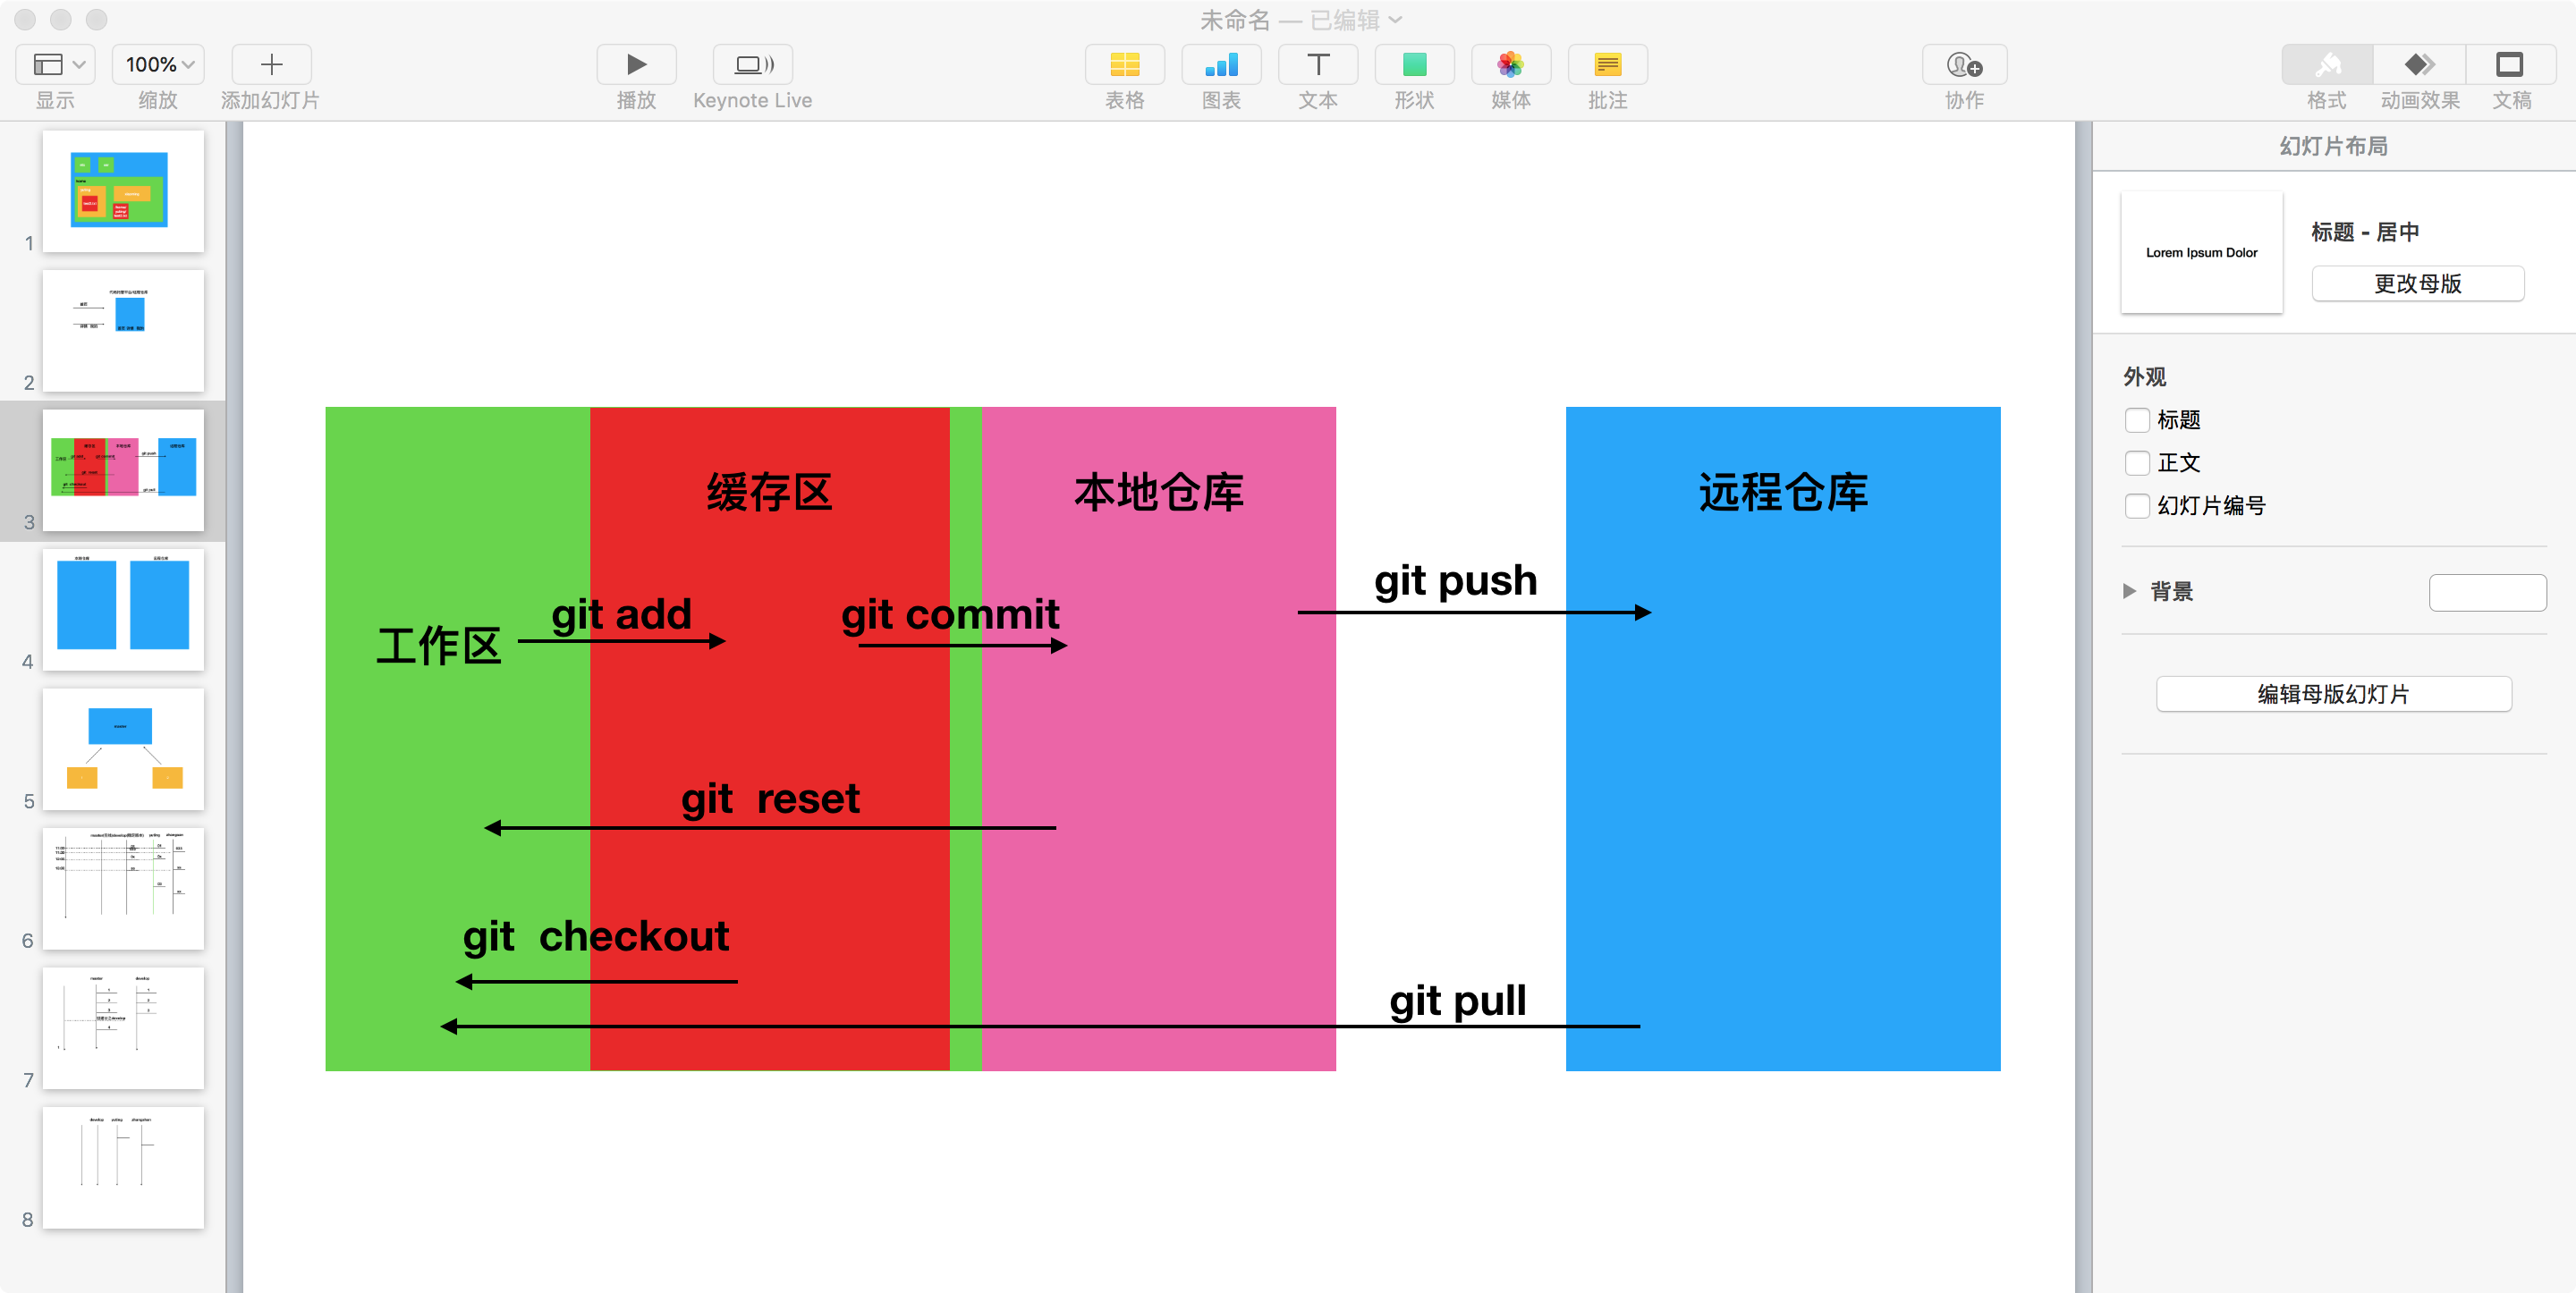 未命名 — 已编辑
100%
显示
缩放
添加幻灯片
播放
Keynote Live
表格
图表
文本
形状
媒体
批注
协作
格式
动画效果
文稿
1
2
3
4
5
6
7
8
缓存区
本地仓库
远程仓库
git push
git add
git commit
工作区
git reset
git checkout
git pull
幻灯片布局
Lorem Ipsum Dolor
标题 - 居中
更改母版
外观
标题
正文
幻灯片编号
背景
编辑母版幻灯片